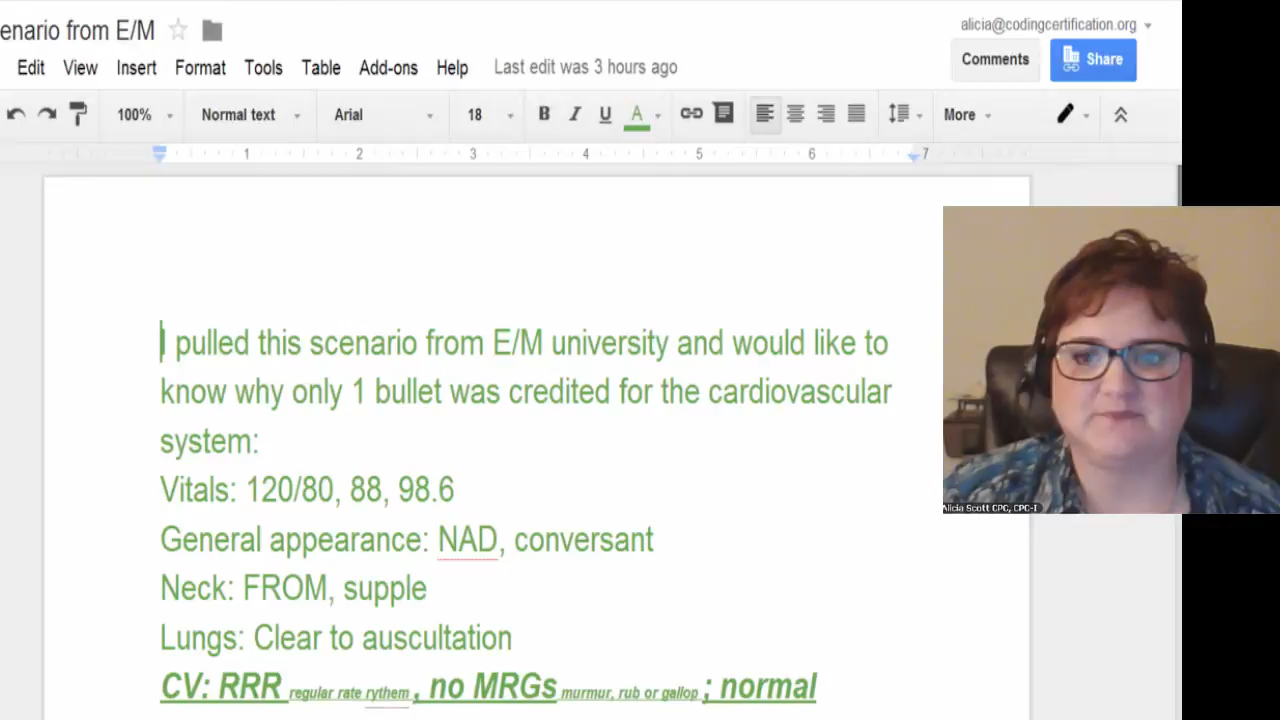 enario from E/M
alicia@codingcertification.org
Edit View Insert Format Tools Table Add-ons Help Last edit was 3 hours ago
Comments Share
100% Normal text Arial 18 B I U A More
1 2 3 4 5 6 7
I pulled this scenario from E/M university and would like to
know why only 1 bullet was credited for the cardiovascular
system:
Vitals: 120/80, 88, 98.6
General appearance: NAD, conversant
Neck: FROM, supple
Lungs: Clear to auscultation
CV: RRR regular rate rythem , no MRGs murmur, rub or gallop ; normal
Alicia Scott CPC, CPC-I